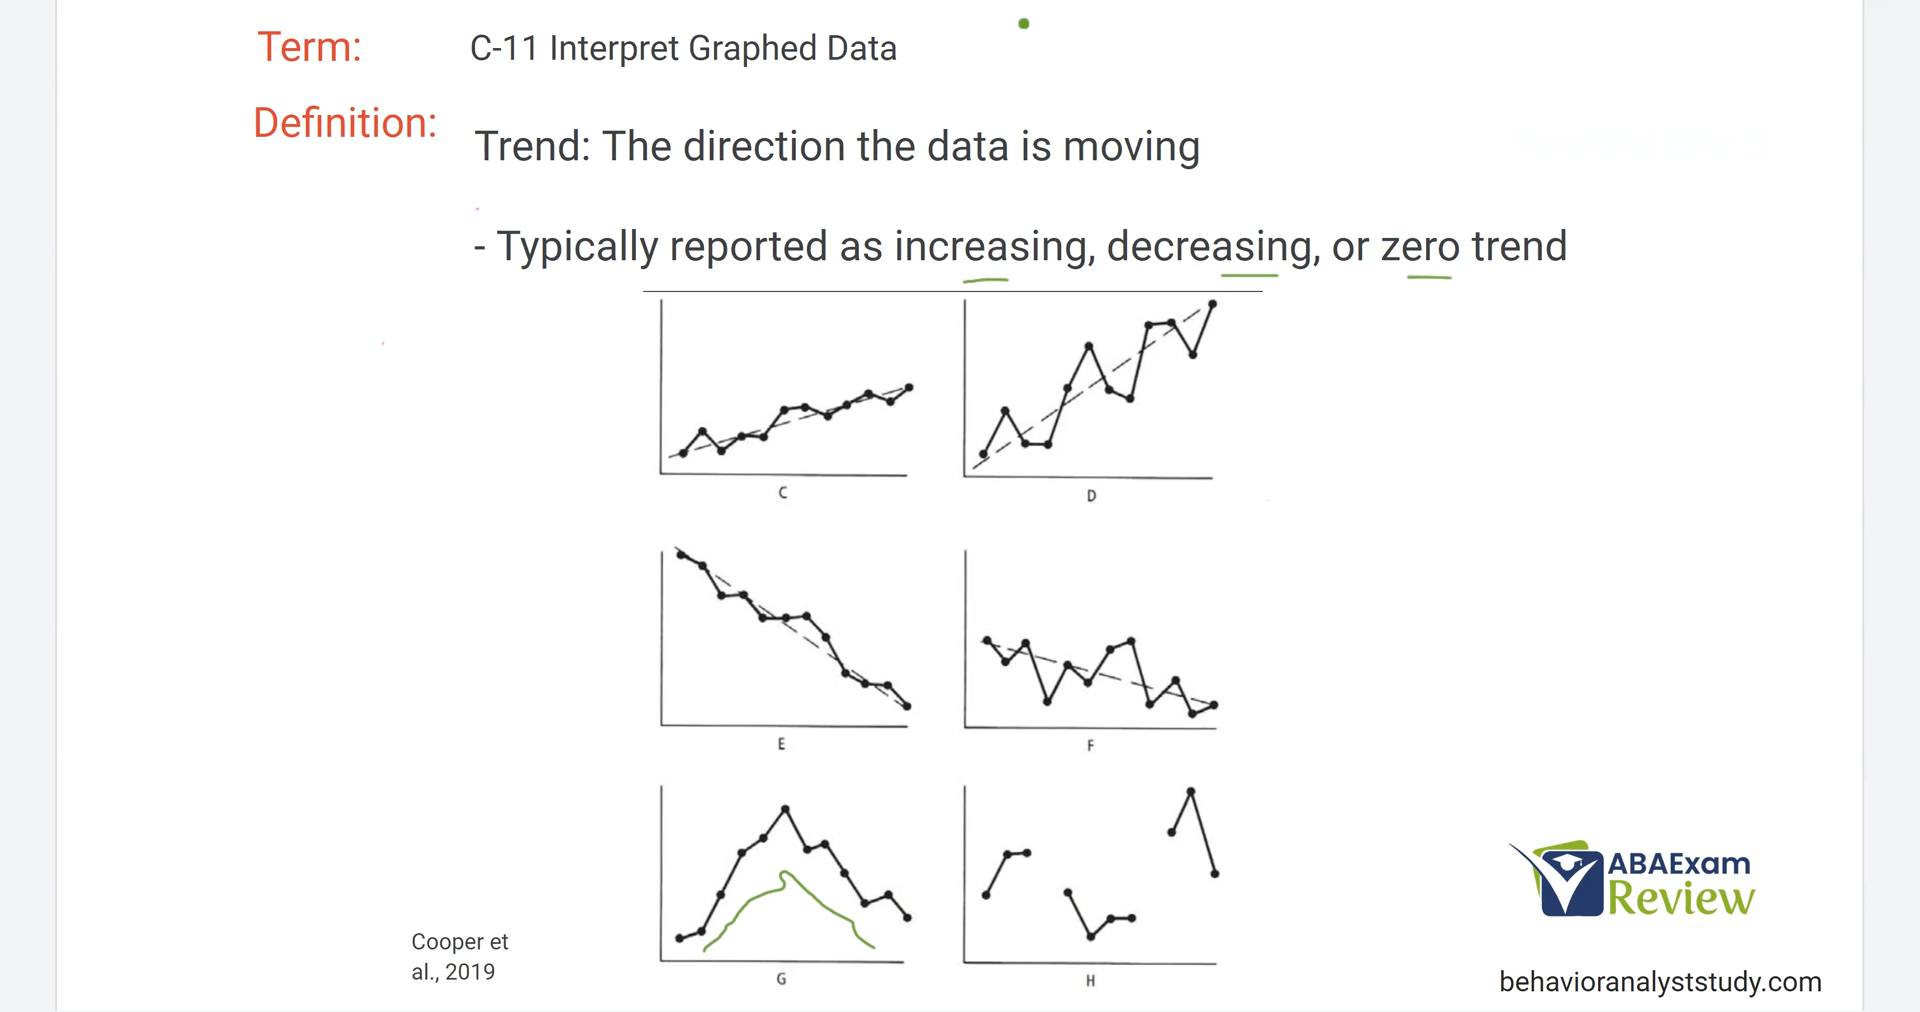 Term:
C-11 Interpret Graphed Data
Definition:
Trend: The direction the data is moving
- Typically reported as increasing, decreasing, or zero trend
C
D
E
F
G
H
Cooper et
al., 2019
ABAExam
Review
behavioranalyststudy.com